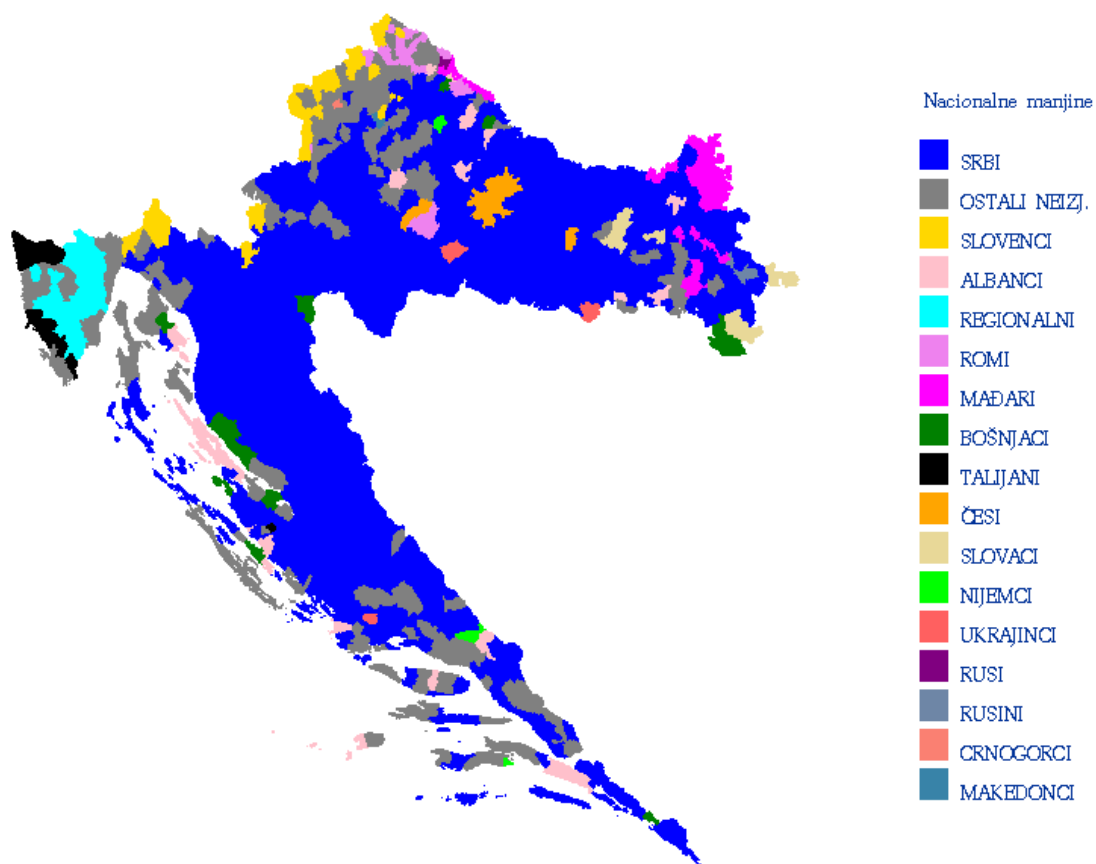 Nacionalne manjine
SRBI
OSTALI NEIZJ.
SLOVENCI
ALBANCI
REGIONALNI
ROMI
MAĐARI
BOŠNJACI
TALIJANI
ČESI
SLOVACI
NIJEMCI
UKRAJINCI
RUSI
RUSINI
CRNOGORCI
MAKEDONCI